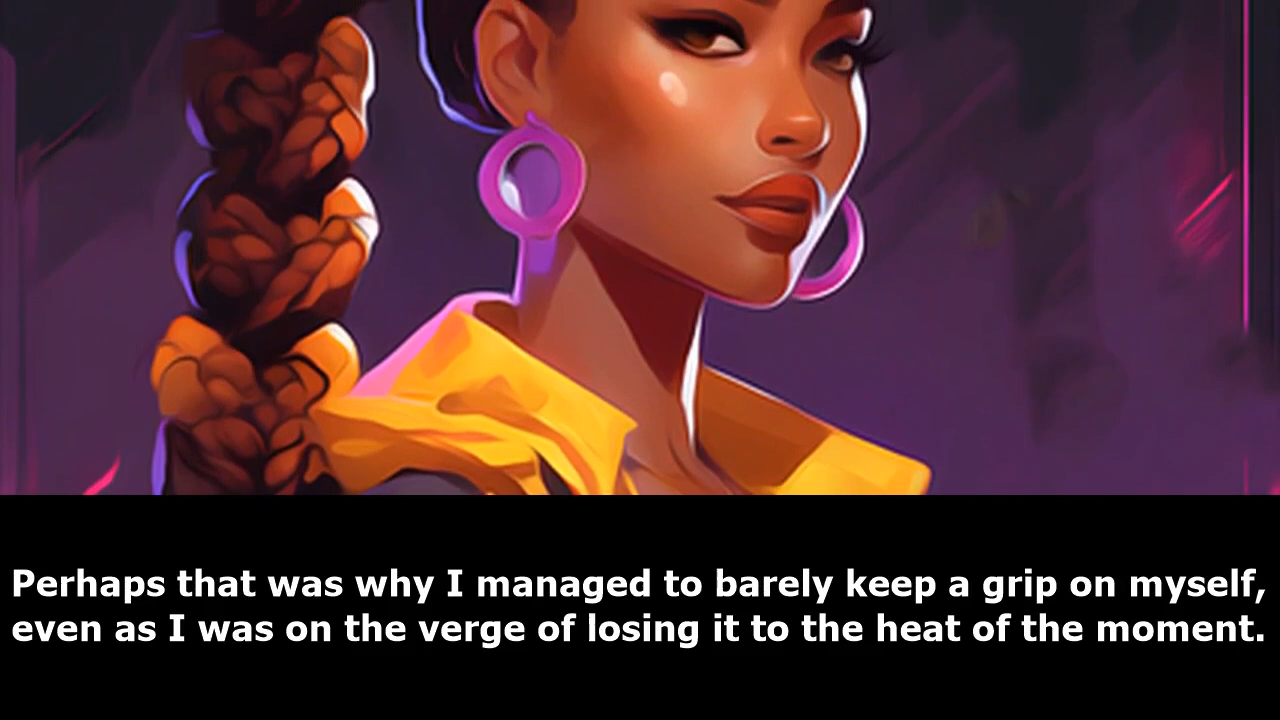 Perhaps that was why I managed to barely keep a grip on myself,
even as I was on the verge of losing it to the heat of the moment.